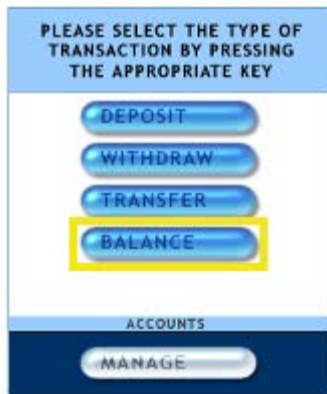 PLEASE SELECT THE TYPE OF
TRANSACTION BY PRESSING
THE APPROPRIATE KEY
DEPOSIT
WITHDRAW
TRANSFER
BALANCE
ACCOUNTS
MANAGE